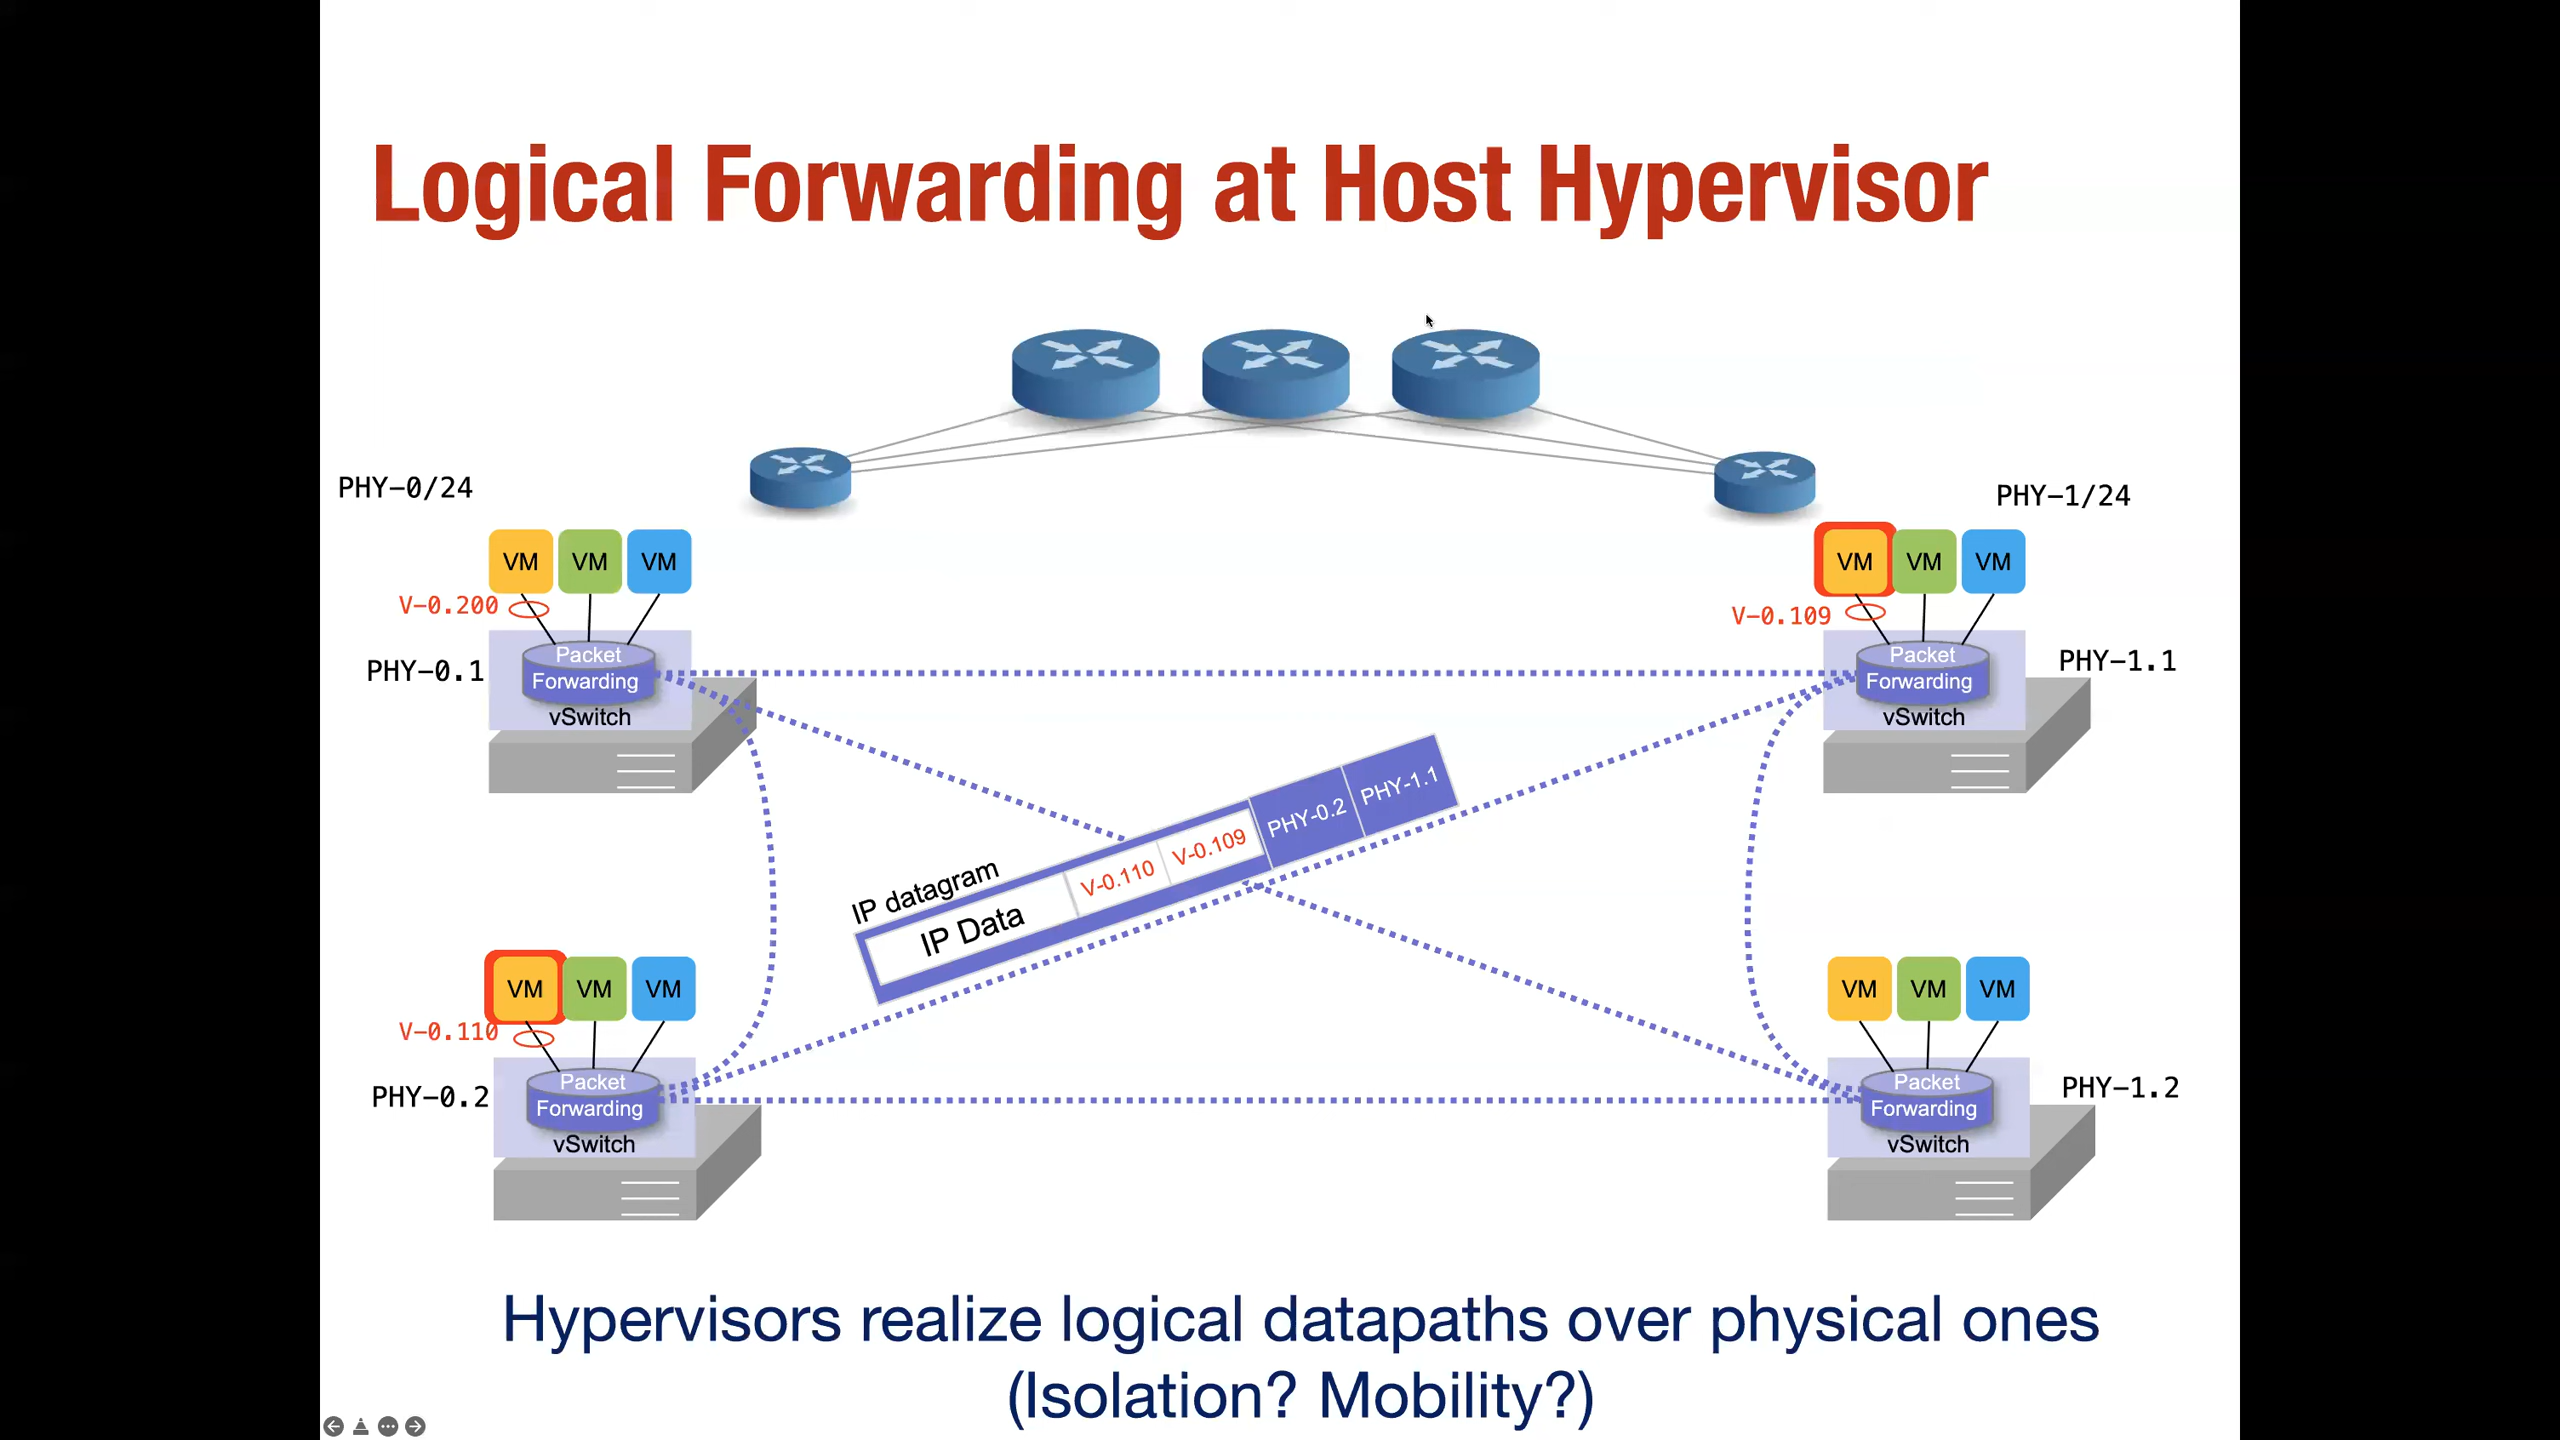 Logical Forwarding at Host Hypervisor
PHY-0/24
PHY-1/24
VM VM VM
V-0.200
PHY-0.1
Packet
Forwarding
vSwitch
VM VM VM
V-0.109
PHY-1.1
Packet
Forwarding
vSwitch
IP datagram
IP Data V-0.110 V-0.109 PHY-0.2 PHY-1.1
VM VM VM
V-0.110
PHY-0.2
Packet
Forwarding
vSwitch
VM VM VM
PHY-1.2
Packet
Forwarding
vSwitch
Hypervisors realize logical datapaths over physical ones
(Isolation? Mobility?)